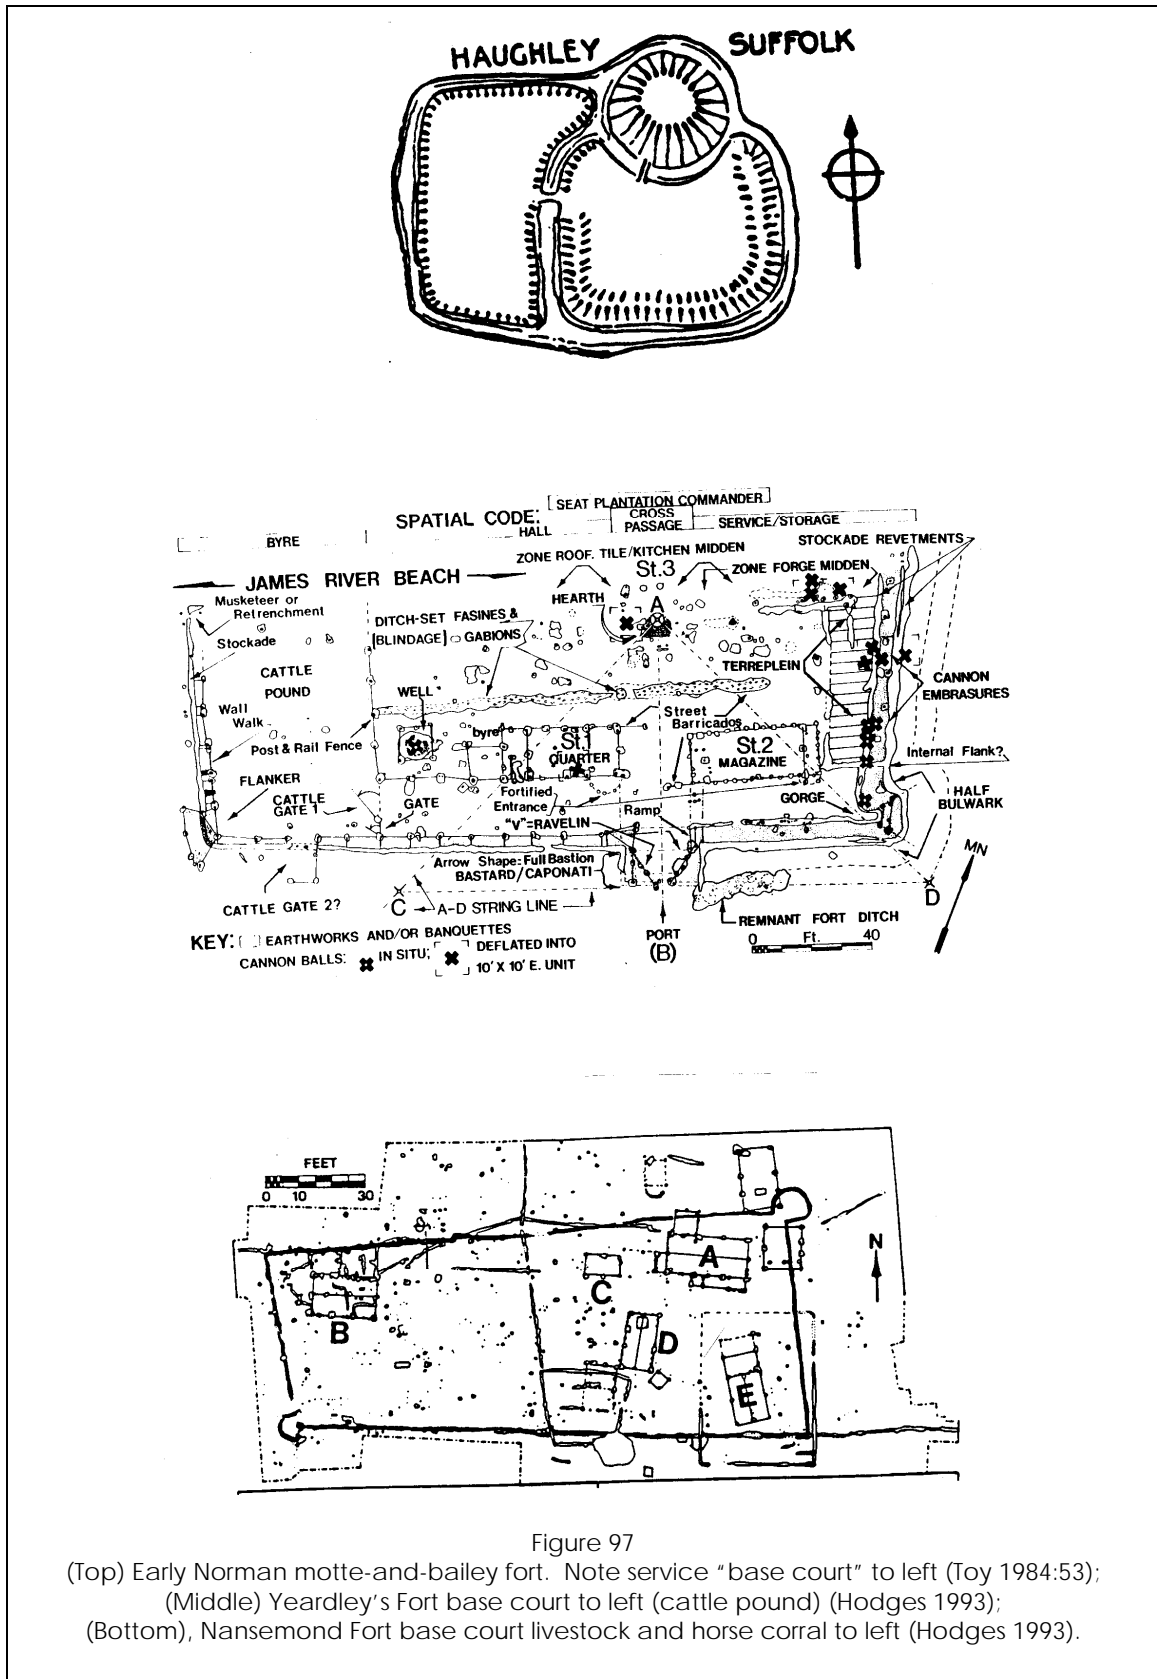 HAUGHLEY SUFFOLK
[SEAT PLANTATION COMMANDER]
SPATIAL CODE:
HALL
CROSS
PASSAGE
SERVICE/STORAGE
BYRE
STOCKADE REVETMENTS
ZONE ROOF. TILE/KITCHEN MIDDEN
St.3
ZONE FORGE MIDDEN
JAMES RIVER BEACH
Musketeer or
Retrenchment
HEARTH
A
DITCH-SET FASINES &
(BLINDAGE) GABIONS
Stockade
TERREPLEIN
CATTLE
POUND
CANNON
EMBRASURES
WELL
Wall
Walk
Street
Barricados
byre
St.1
QUARTER
St.2
MAGAZINE
Post & Rail Fence
Internal Flank?
FLANKER
CATTLE
GATE 1
GATE
Fortified
Entrance
Ramp
GORGE
HALF
BULWARK
"V"=RAVELIN
MN
Arrow Shape: Full Bastion
BASTARD/CAPONATI
CATTLE GATE 2?
C
A-D STRING LINE
D
REMNANT FORT DITCH
KEY: [ ] EARTHWORKS AND/OR BANQUETTES
PORT
(B)
0 Ft. 40
CANNON BALLS: IN SITU; DEFLATED INTO
10' X 10' E. UNIT
FEET
0 10 30
N
A
C
B
D
E
Figure 97
(Top) Early Norman motte-and-bailey fort. Note service "base court" to left (Toy 1984:53);
(Middle) Yeardley's Fort base court to left (cattle pound) (Hodges 1993);
(Bottom), Nansemond Fort base court livestock and horse corral to left (Hodges 1993).